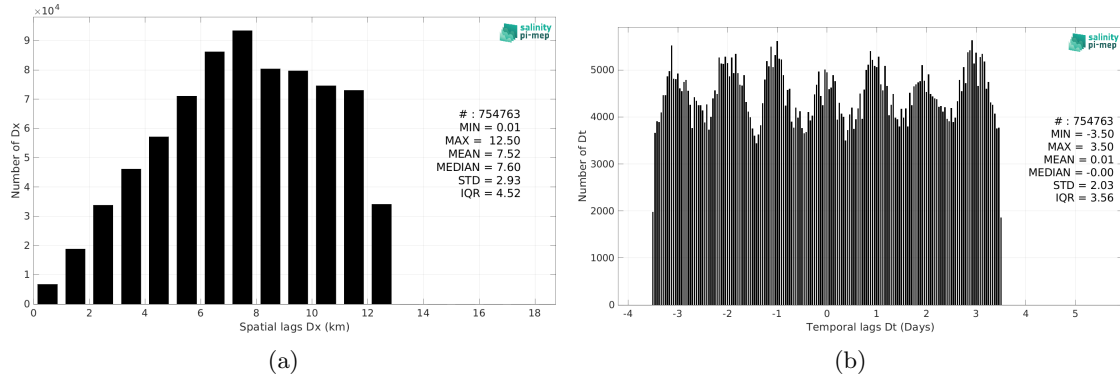 ×10⁴
9
8
7
6
5
4
3
2
1
0
Number of Dx
0 2 4 6 8 10 12 14 16 18
Spatial lags Dx (km)
salinity
pi-mep
# : 754763
MIN = 0.01
MAX = 12.50
MEAN = 7.52
MEDIAN = 7.60
STD = 2.93
IQR = 4.52
(a)
5000
4000
3000
2000
1000
0
Number of Dt
-4 -3 -2 -1 0 1 2 3 4 5
Temporal lags Dt (Days)
salinity
pi-mep
# : 754763
MIN = -3.50
MAX = 3.50
MEAN = 0.01
MEDIAN = -0.00
STD = 2.03
IQR = 3.56
(b)